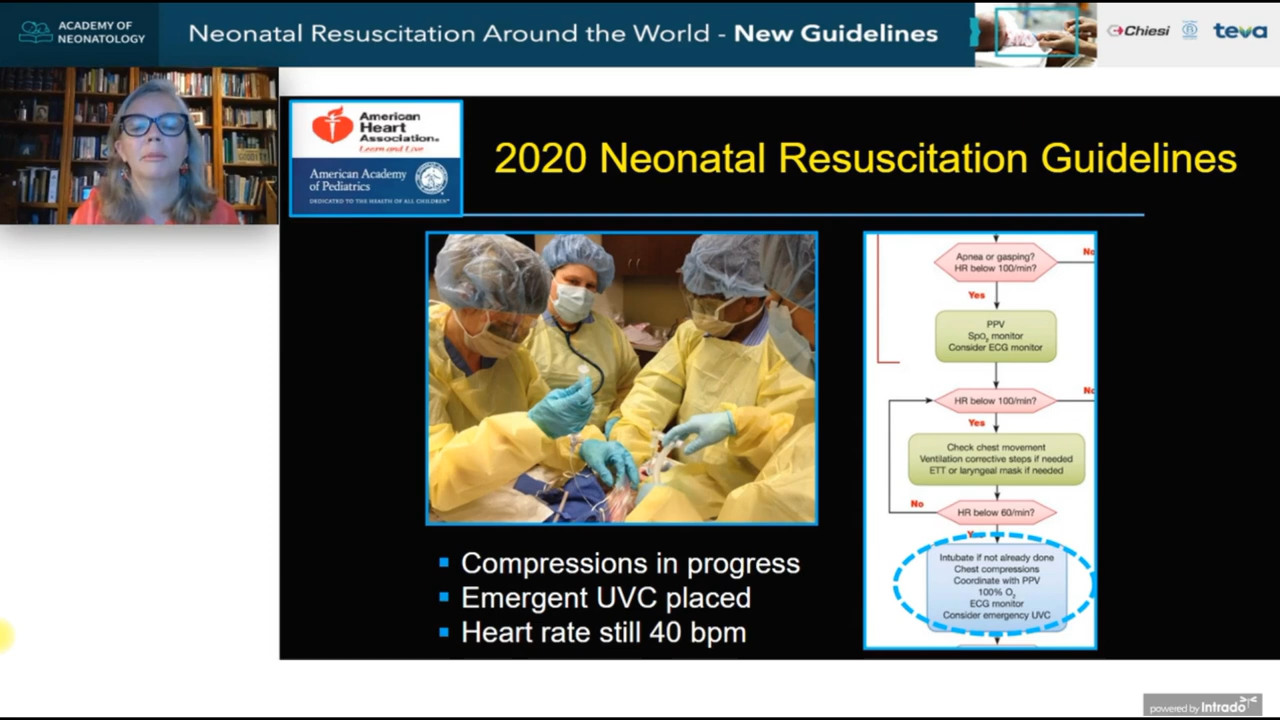 ACADEMY OF
NEONATOLOGY
Neonatal Resuscitation Around the World - New Guidelines
Chiesi
teva
American
Heart
Association®
Learn and Live
American Academy
of Pediatrics
DEDICATED TO THE HEALTH OF ALL CHILDREN®
2020 Neonatal Resuscitation Guidelines
Apnea or gasping?
HR below 100/min?
No
Yes
PPV
SpO2 monitor
Consider ECG monitor
HR below 100/min?
No
Yes
Check chest movement
Ventilation corrective steps if needed
ETT or laryngeal mask if needed
No
HR below 60/min?
Yes
Intubate if not already done
Chest compressions
Coordinate with PPV
100% O2
ECG monitor
Consider emergency UVC
▪ Compressions in progress
▪ Emergent UVC placed
▪ Heart rate still 40 bpm
powered by Intrado